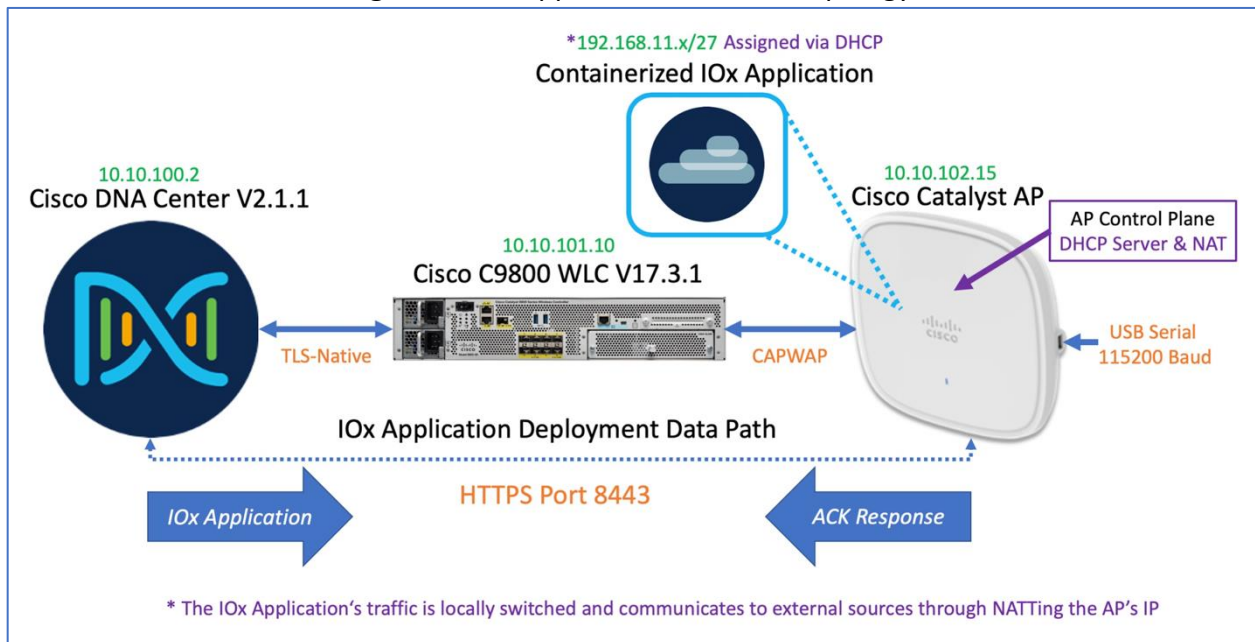 *192.168.11.x/27 Assigned via DHCP
Containerized IOx Application
10.10.100.2
Cisco DNA Center V2.1.1
10.10.101.10
Cisco C9800 WLC V17.3.1
10.10.102.15
Cisco Catalyst AP
AP Control Plane
DHCP Server & NAT
CISCO
TLS-Native
CAPWAP
USB Serial
115200 Baud
IOx Application Deployment Data Path
HTTPS Port 8443
IOx Application
ACK Response
* The IOx Application‘s traffic is locally switched and communicates to external sources through NATTing the AP's IP